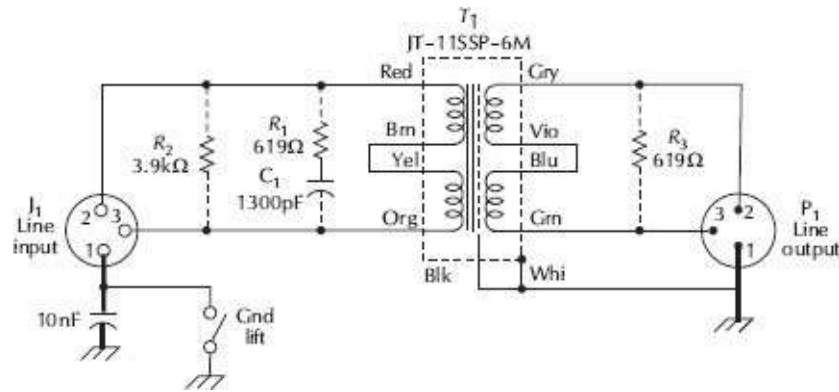 T1
JT-11SSP-6M
Red
Gry
R2
3.9kΩ
R1
619Ω
C1
1300pF
Brn
Yel
Vio
Blu
R3
619Ω
J1
Line
input
2
3
1
Org
Grn
3
2
1
P1
Line
output
Blk
Whi
10nF
Gnd
lift